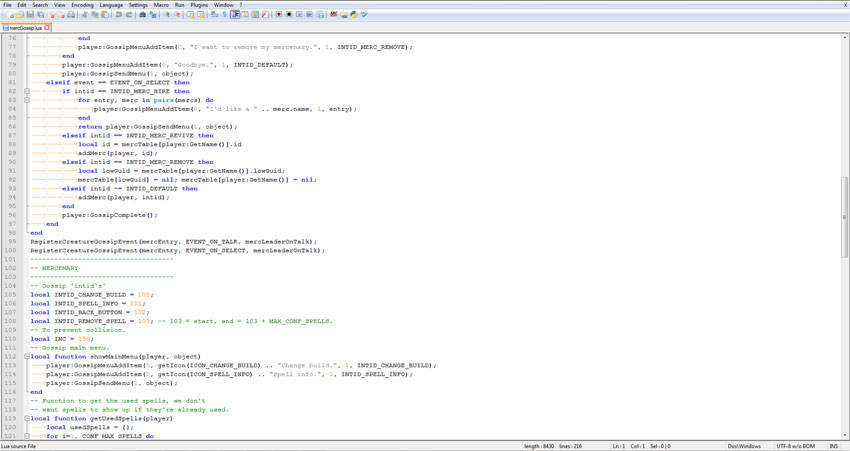 File Edit Search View Encoding Language Settings Macro Run Plugins Window ? X
mercGossip.lua
76 end
77 player:GossipMenuAddItem(0, "I want to remove my mercenary.", 1, INTID_MERC_REMOVE);
78 end
79 player:GossipMenuAddItem(0, "Goodbye.", 1, INTID_DEFAULT);
80 player:GossipSendMenu(1, object);
81 elseif event == EVENT_ON_SELECT then
82 if intid == INTID_MERC_HIRE then
83 for entry, merc in pairs(mercs) do
84 player:GossipMenuAddItem(0, "I'd like a " .. merc.name, 1, entry);
85 end
86 return player:GossipSendMenu(1, object);
87 elseif intid == INTID_MERC_REVIVE then
88 local id = mercTable[player:GetName()].id
89 addMerc(player, id);
90 elseif intid == INTID_MERC_REMOVE then
91 local lowGuid = mercTable[player:GetName()].lowGuid;
92 mercTable[lowGuid] = nil; mercTable[player:GetName()] = nil;
93 elseif intid ~= INTID_DEFAULT then
94 addMerc(player, intid);
95 end
96 player:GossipComplete();
97 end
98 end
99 RegisterCreatureGossipEvent(mercEntry, EVENT_ON_TALK, mercLeaderOnTalk);
100 RegisterCreatureGossipEvent(mercEntry, EVENT_ON_SELECT, mercLeaderOnTalk);
101 -----------------------------------
102 -- MERCENARY
103 -----------------------------------
104 -- Gossip 'intid's'
105 local INTID_CHANGE_BUILD = 100;
106 local INTID_SPELL_INFO = 101;
107 local INTID_BACK_BUTTON = 102;
108 local INTID_REMOVE_SPELL = 103; -- 103 = start, end = 103 + MAX_CONF_SPELLS.
109 -- To prevent collision.
110 local INC = 150;
111 -- Gossip main menu.
112 local function showMainMenu(player, object)
113 player:GossipMenuAddItem(3, getIcon(ICON_CHANGE_BUILD) .. "Change build.", 1, INTID_CHANGE_BUILD);
114 player:GossipMenuAddItem(3, getIcon(ICON_SPELL_INFO) .. "Spell info.", 1, INTID_SPELL_INFO);
115 player:GossipSendMenu(1, object);
116 end
117 -- Function to get the used spells, we don't
118 -- want spells to show up if they're already used.
119 local function getUsedSpells(player)
120 local usedSpells = {};
121 for i=1, CONF_MAX_SPELLS do
Lua source File length : 8430 lines : 216 Ln : 1 Col : 1 Sel : 0 | 0 Dos\Windows UTF-8 w/o BOM INS